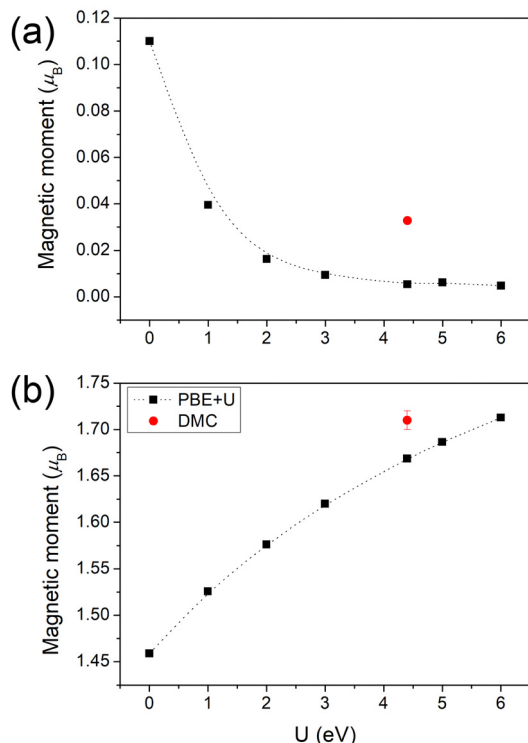 (a)
Magnetic moment (μB)
0.12
0.10
0.08
0.06
0.04
0.02
0.00
0 1 2 3 4 5 6
(b)
Magnetic moment (μB)
1.75
1.70
1.65
1.60
1.55
1.50
1.45
PBE+U
DMC
0 1 2 3 4 5 6
U (eV)